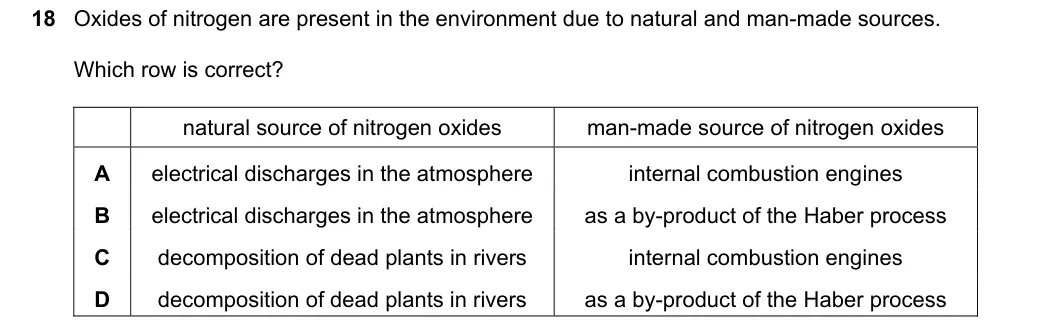 18 Oxides of nitrogen are present in the environment due to natural and man-made sources.
Which row is correct?
natural source of nitrogen oxides man-made source of nitrogen oxides
A electrical discharges in the atmosphere internal combustion engines
B electrical discharges in the atmosphere as a by-product of the Haber process
C decomposition of dead plants in rivers internal combustion engines
D decomposition of dead plants in rivers as a by-product of the Haber process